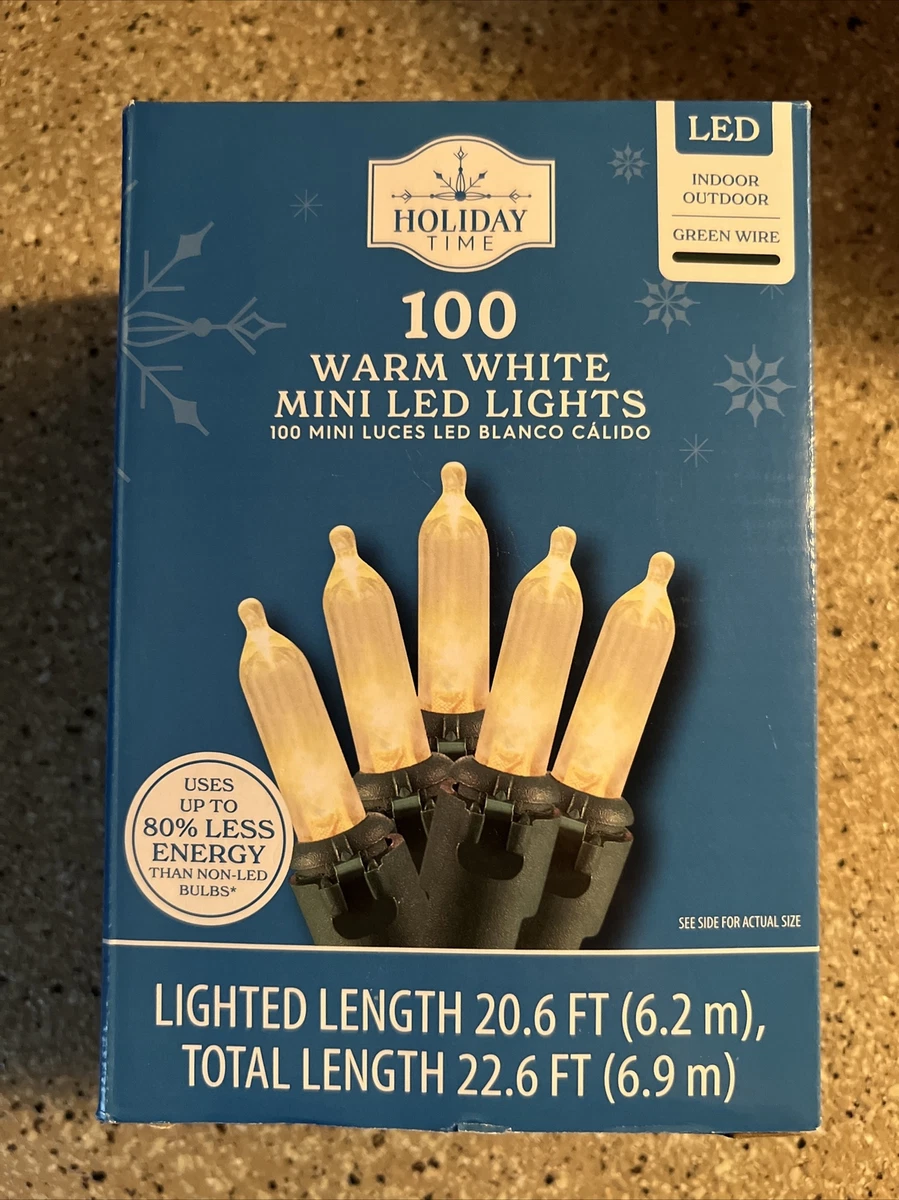 HOLIDAY
TIME
LED
INDOOR
OUTDOOR
GREEN WIRE
100
WARM WHITE
MINI LED LIGHTS
100 MINI LUCES LED BLANCO CÁLIDO
USES
UP TO
80% LESS
ENERGY
THAN NON-LED
BULBS*
SEE SIDE FOR ACTUAL SIZE
LIGHTED LENGTH 20.6 FT (6.2 m),
TOTAL LENGTH 22.6 FT (6.9 m)